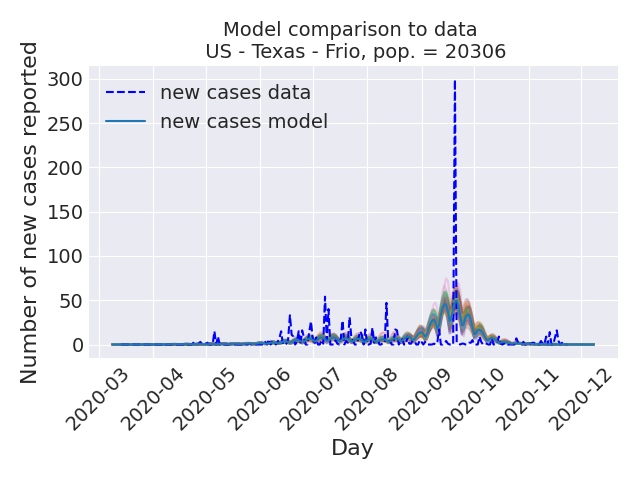 Model comparison to data
US - Texas - Frio, pop. = 20306
Number of new cases reported
300
250
200
150
100
50
0
new cases data
new cases model
2020-03
2020-04
2020-05
2020-06
2020-07
2020-08
2020-09
2020-10
2020-11
2020-12
Day